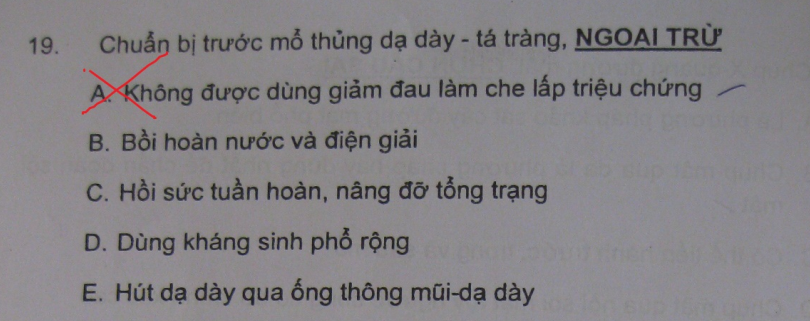 19. Chuẩn bị trước mổ thủng dạ dày - tá tràng, NGOẠI TRỪ
A. Không được dùng giảm đau làm che lấp triệu chứng
B. Bồi hoàn nước và điện giải
C. Hồi sức tuần hoàn, nâng đỡ tổng trạng
D. Dùng kháng sinh phổ rộng
E. Hút dạ dày qua ống thông mũi-dạ dày